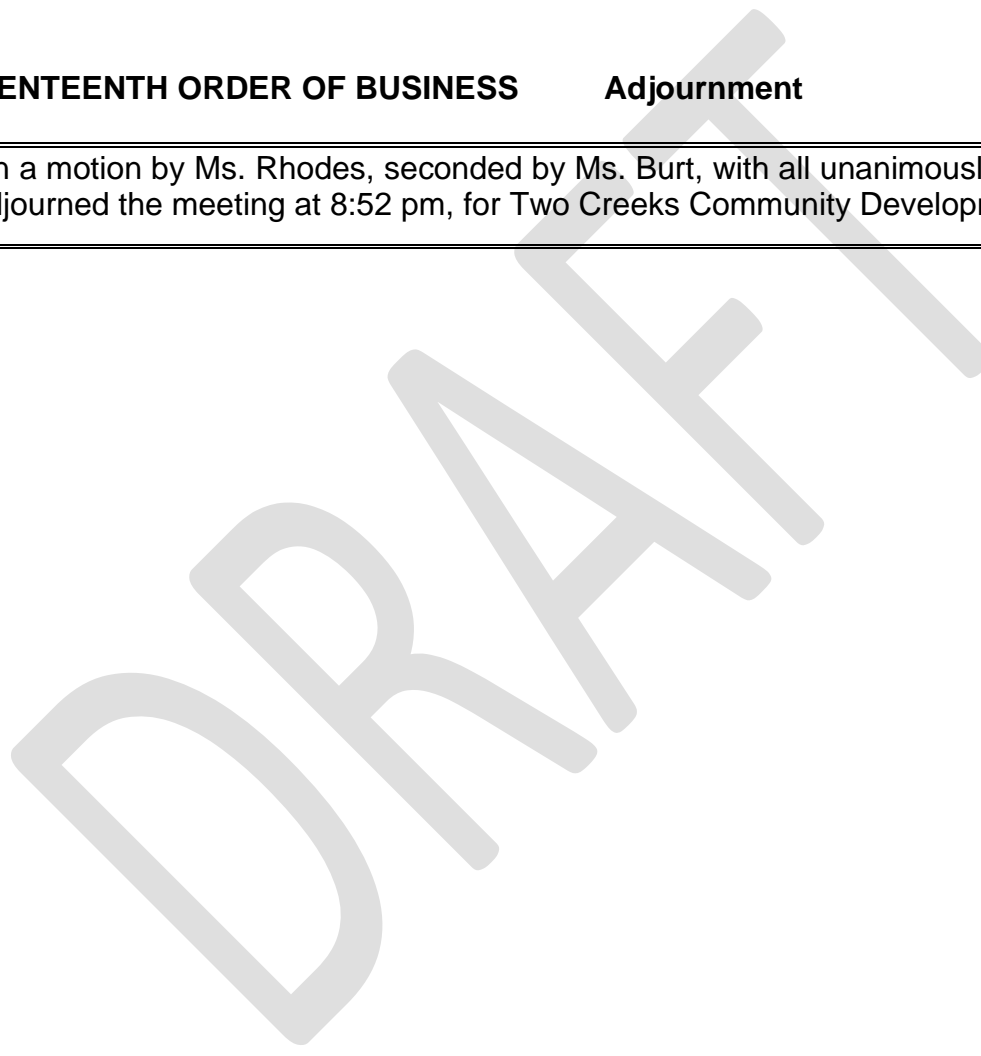 ENTEENTH ORDER OF BUSINESS Adjournment
n a motion by Ms. Rhodes, seconded by Ms. Burt, with all unanimousl
djourned the meeting at 8:52 pm, for Two Creeks Community Develop
DRAFT